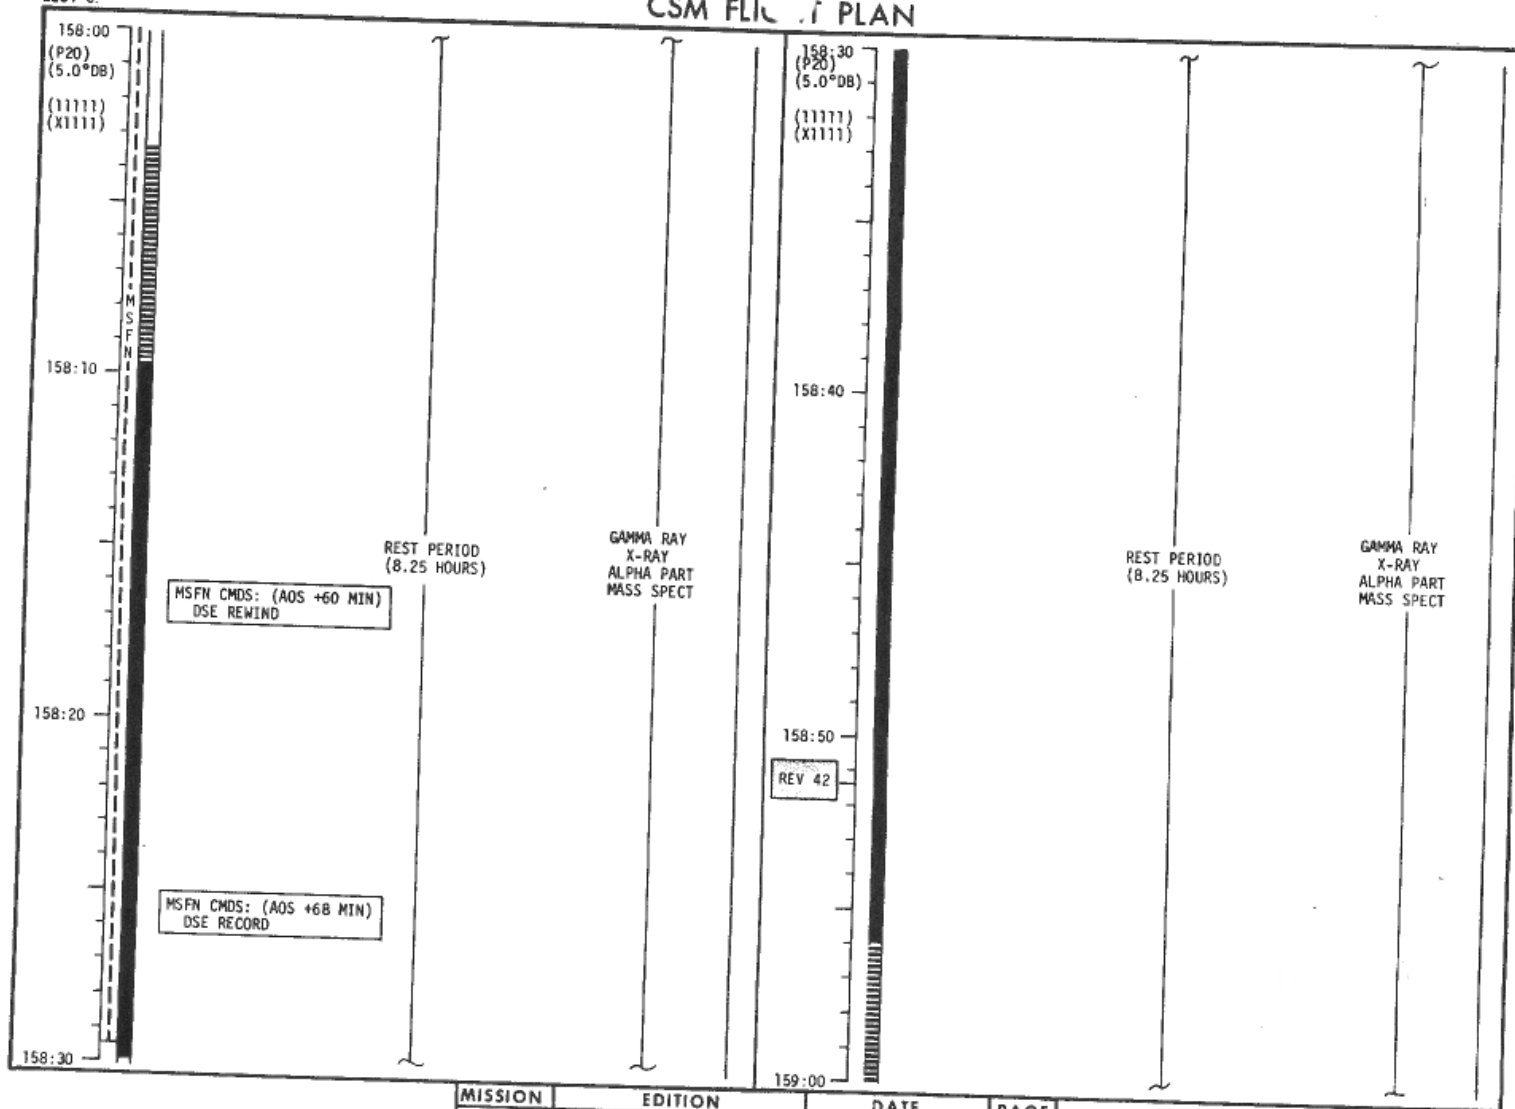 CSM FLIGHT PLAN
158:00
(P20)
(5.0°DB)
(11111)
(X1111)
M
S
F
N
158:10
REST PERIOD
(8.25 HOURS)
GAMMA RAY
X-RAY
ALPHA PART
MASS SPECT
MSFN CMDS: (AOS +60 MIN)
DSE REWIND
158:20
MSFN CMDS: (AOS +68 MIN)
DSE RECORD
158:30
158:30
(P20)
(5.0°DB)
(11111)
(X1111)
158:40
REST PERIOD
(8.25 HOURS)
GAMMA RAY
X-RAY
ALPHA PART
MASS SPECT
158:50
REV 42
159:00
MISSION
EDITION
DATE
PAGE